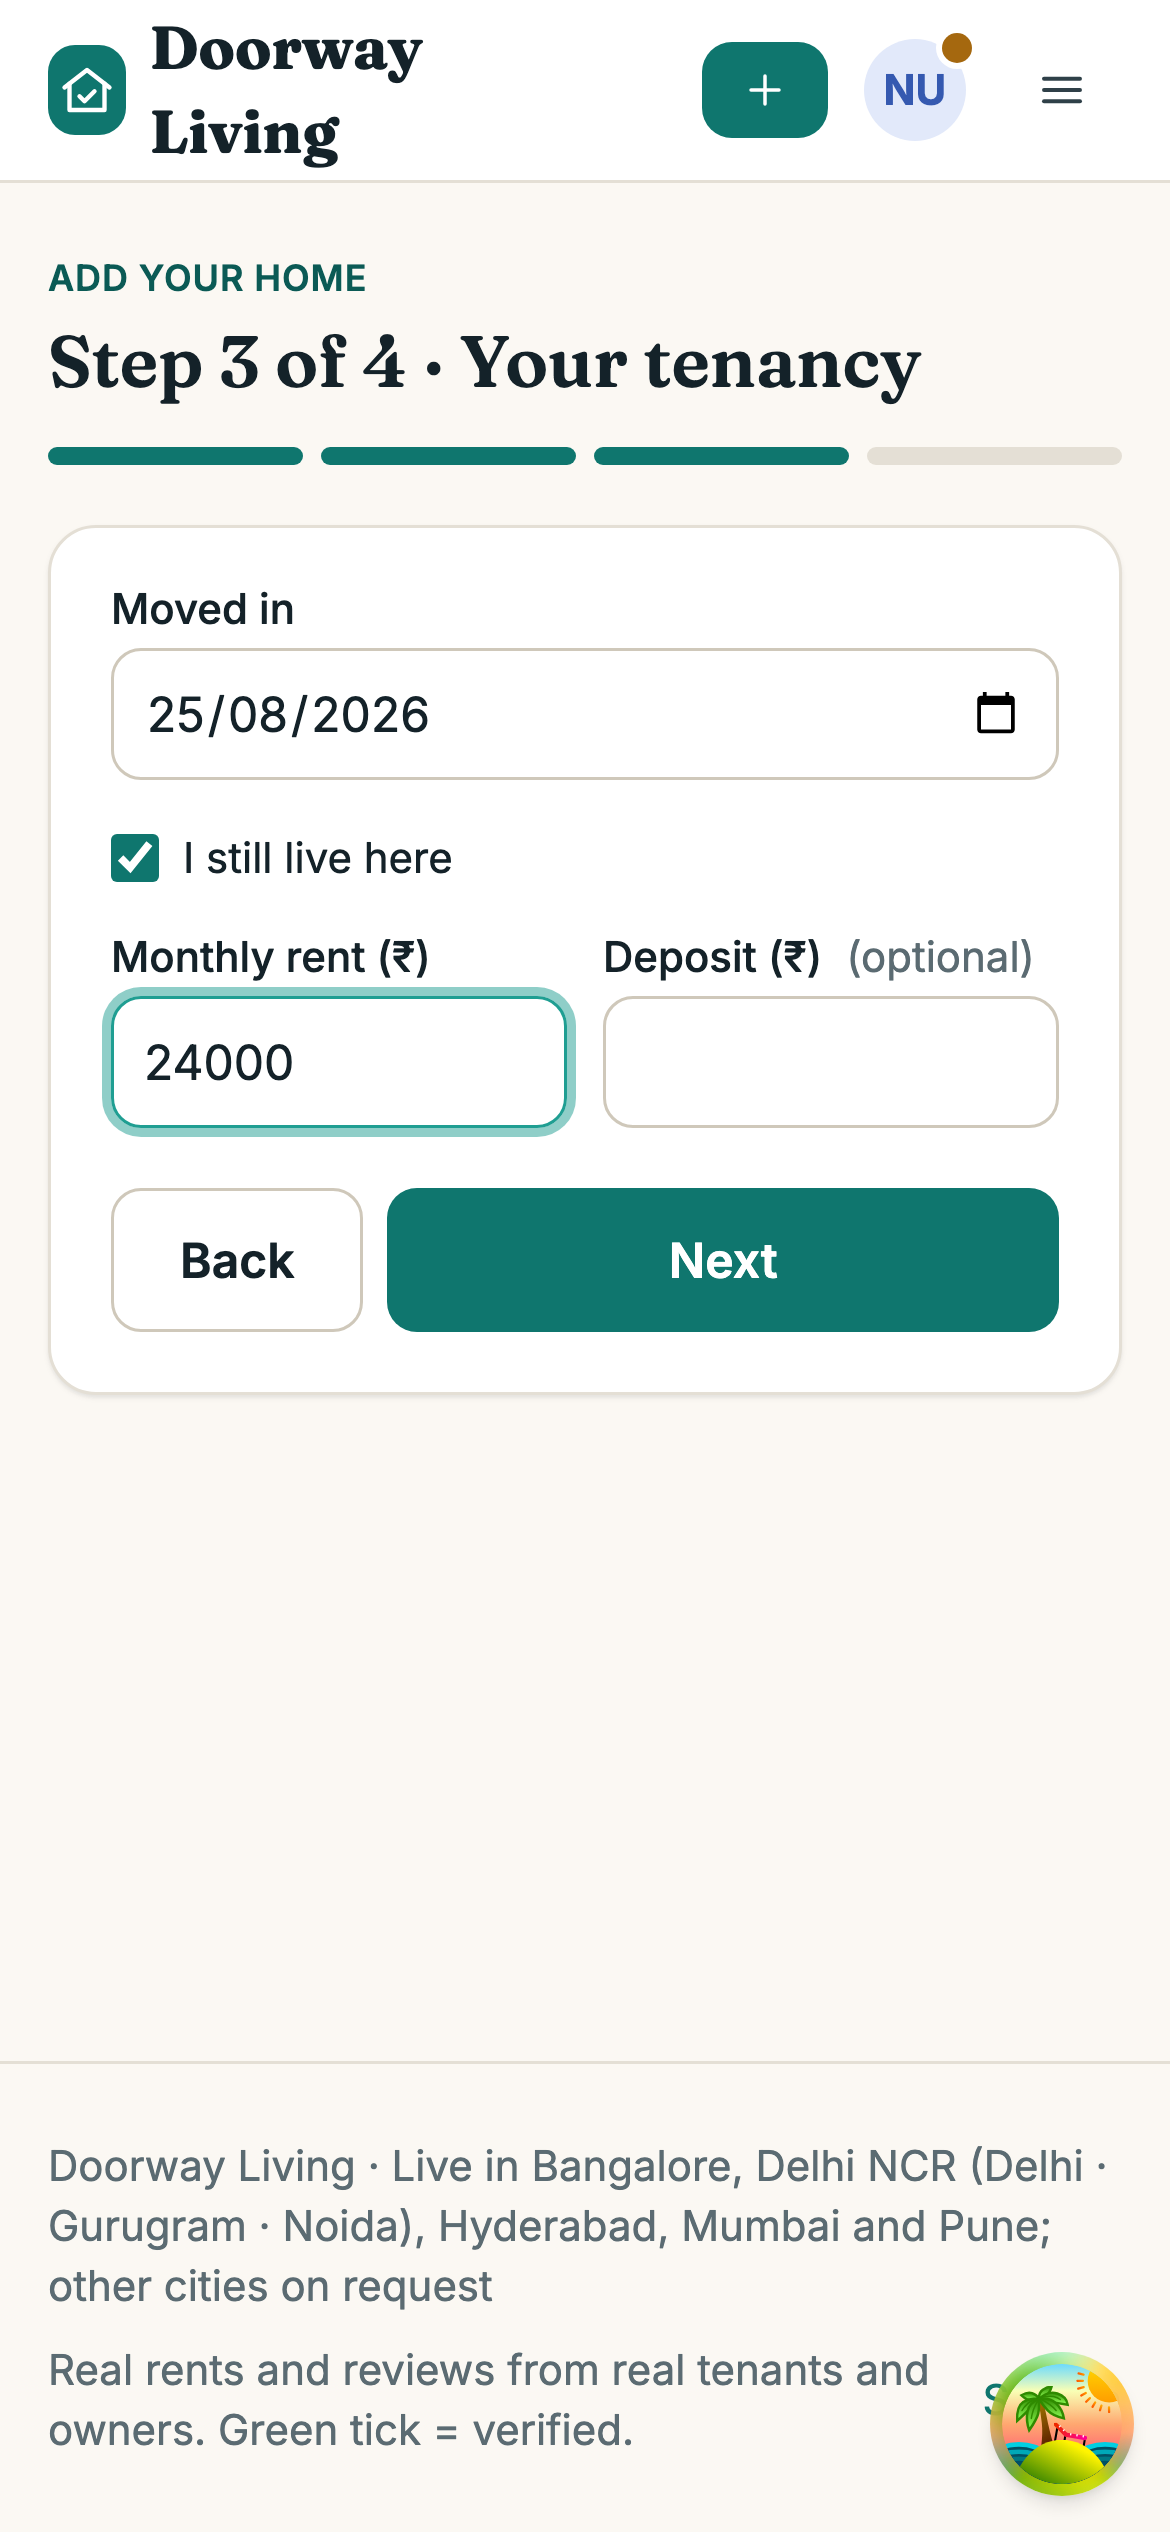 Doorway
Living
NU
ADD YOUR HOME
Step 3 of 4 · Your tenancy
Moved in
25/08/2026
I still live here
Monthly rent (₹)
Deposit (₹) (optional)
24000
Back
Next
Doorway Living · Live in Bangalore, Delhi NCR (Delhi ·
Gurugram · Noida), Hyderabad, Mumbai and Pune;
other cities on request
Real rents and reviews from real tenants and
owners. Green tick = verified.